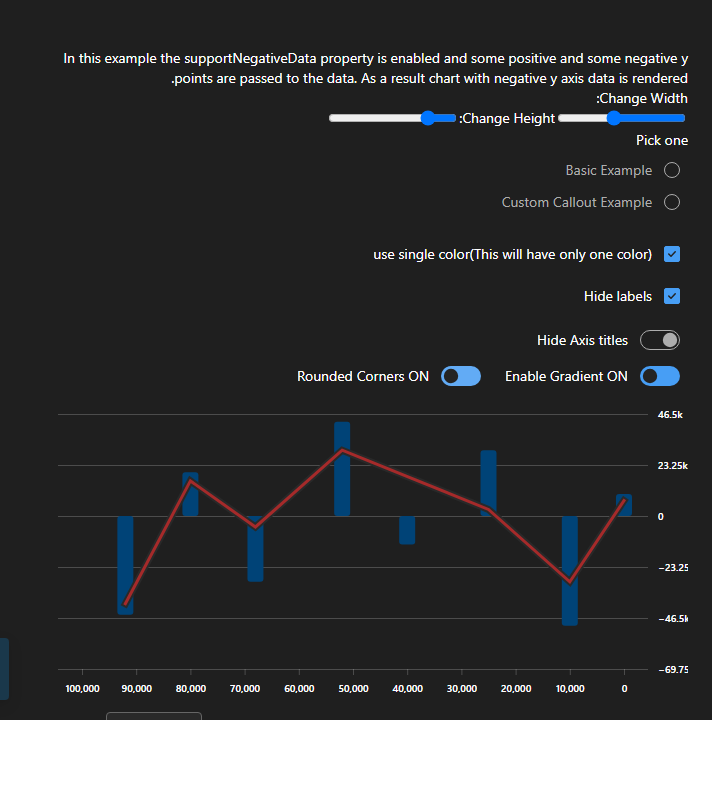 In this example the supportNegativeData property is enabled and some positive and some negative y
.points are passed to the data. As a result chart with negative y axis data is rendered
:Change Width
:Change Height
Pick one
Basic Example
Custom Callout Example
use single color(This will have only one color)
Hide labels
Hide Axis titles
Rounded Corners ON Enable Gradient ON
46.5k
23.25k
0
−23.25
−46.5k
−69.75
100,000 90,000 80,000 70,000 60,000 50,000 40,000 30,000 20,000 10,000 0